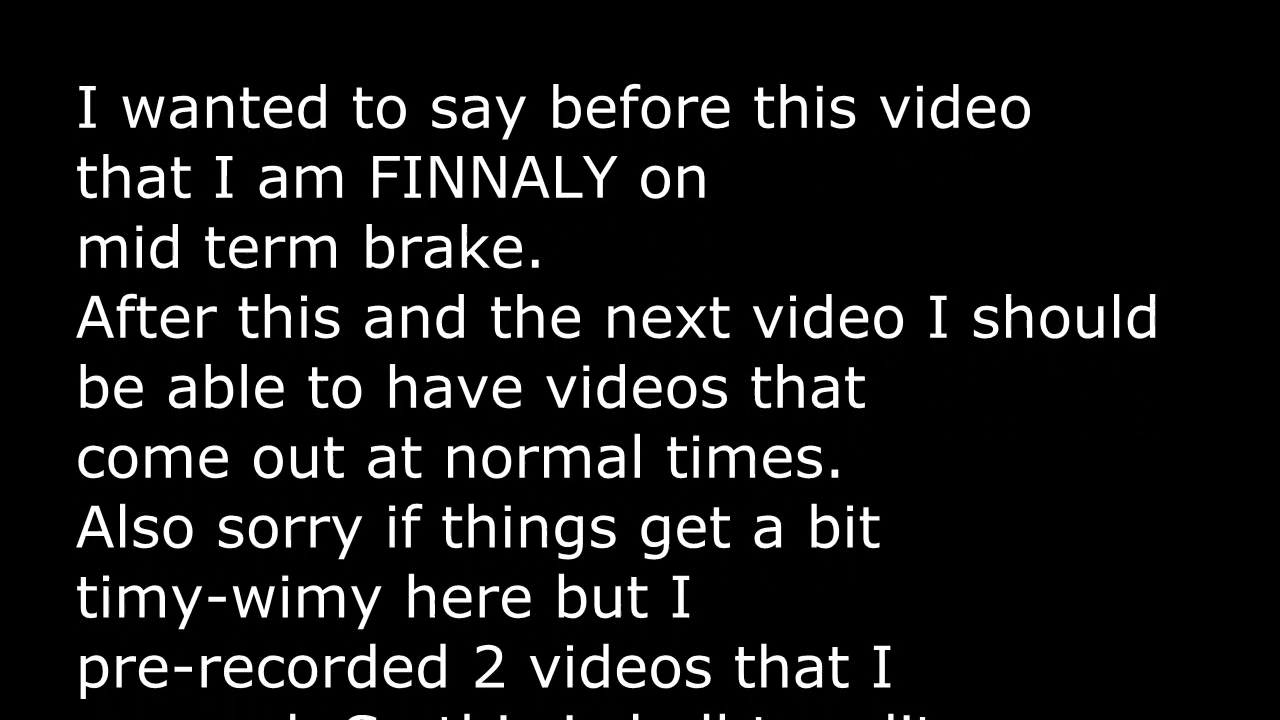 I wanted to say before this video
that I am FINNALY on
mid term brake.
After this and the next video I should
be able to have videos that
come out at normal times.
Also sorry if things get a bit
timy-wimy here but I
pre-recorded 2 videos that I